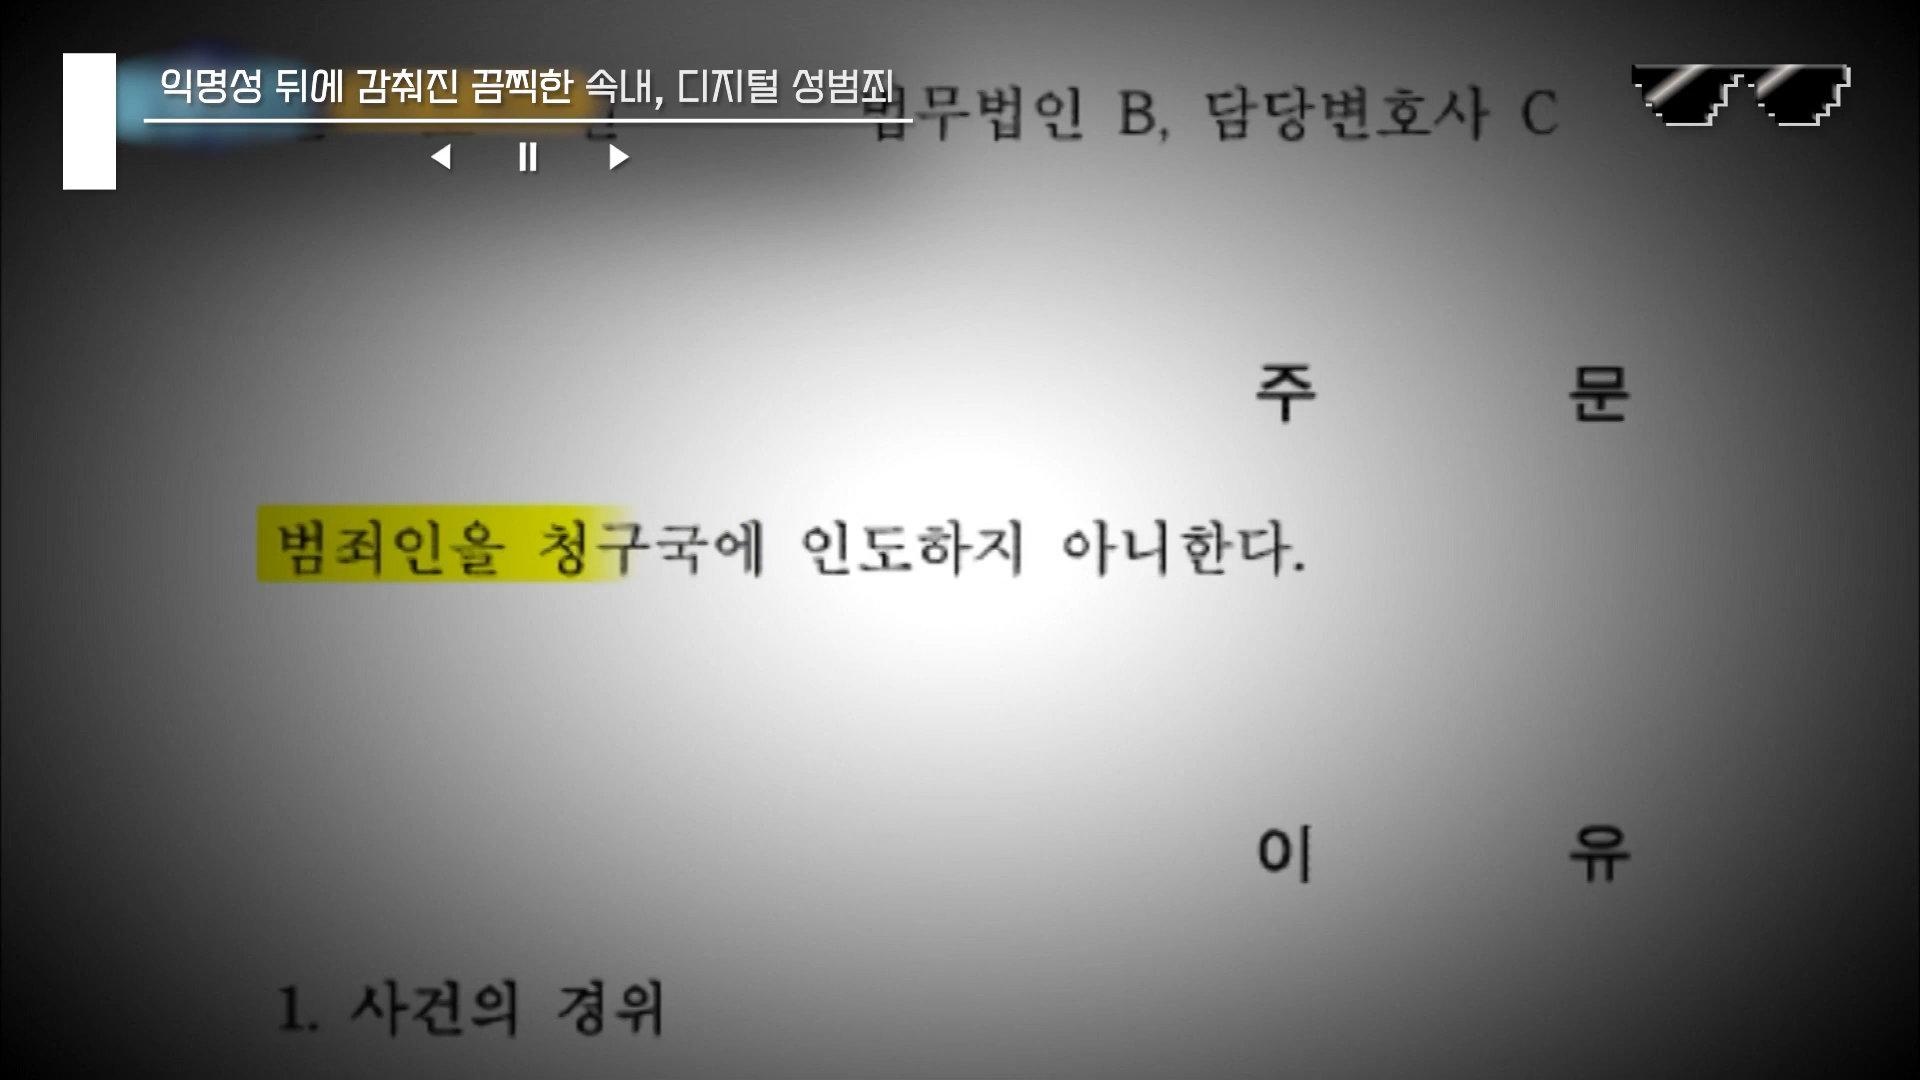 익명성 뒤에 감춰진 끔찍한 속내, 디지털 성범죄
법무법인 B, 담당변호사 C
주 문
범죄인을 청구국에 인도하지 아니한다.
이 유
1. 사건의 경위